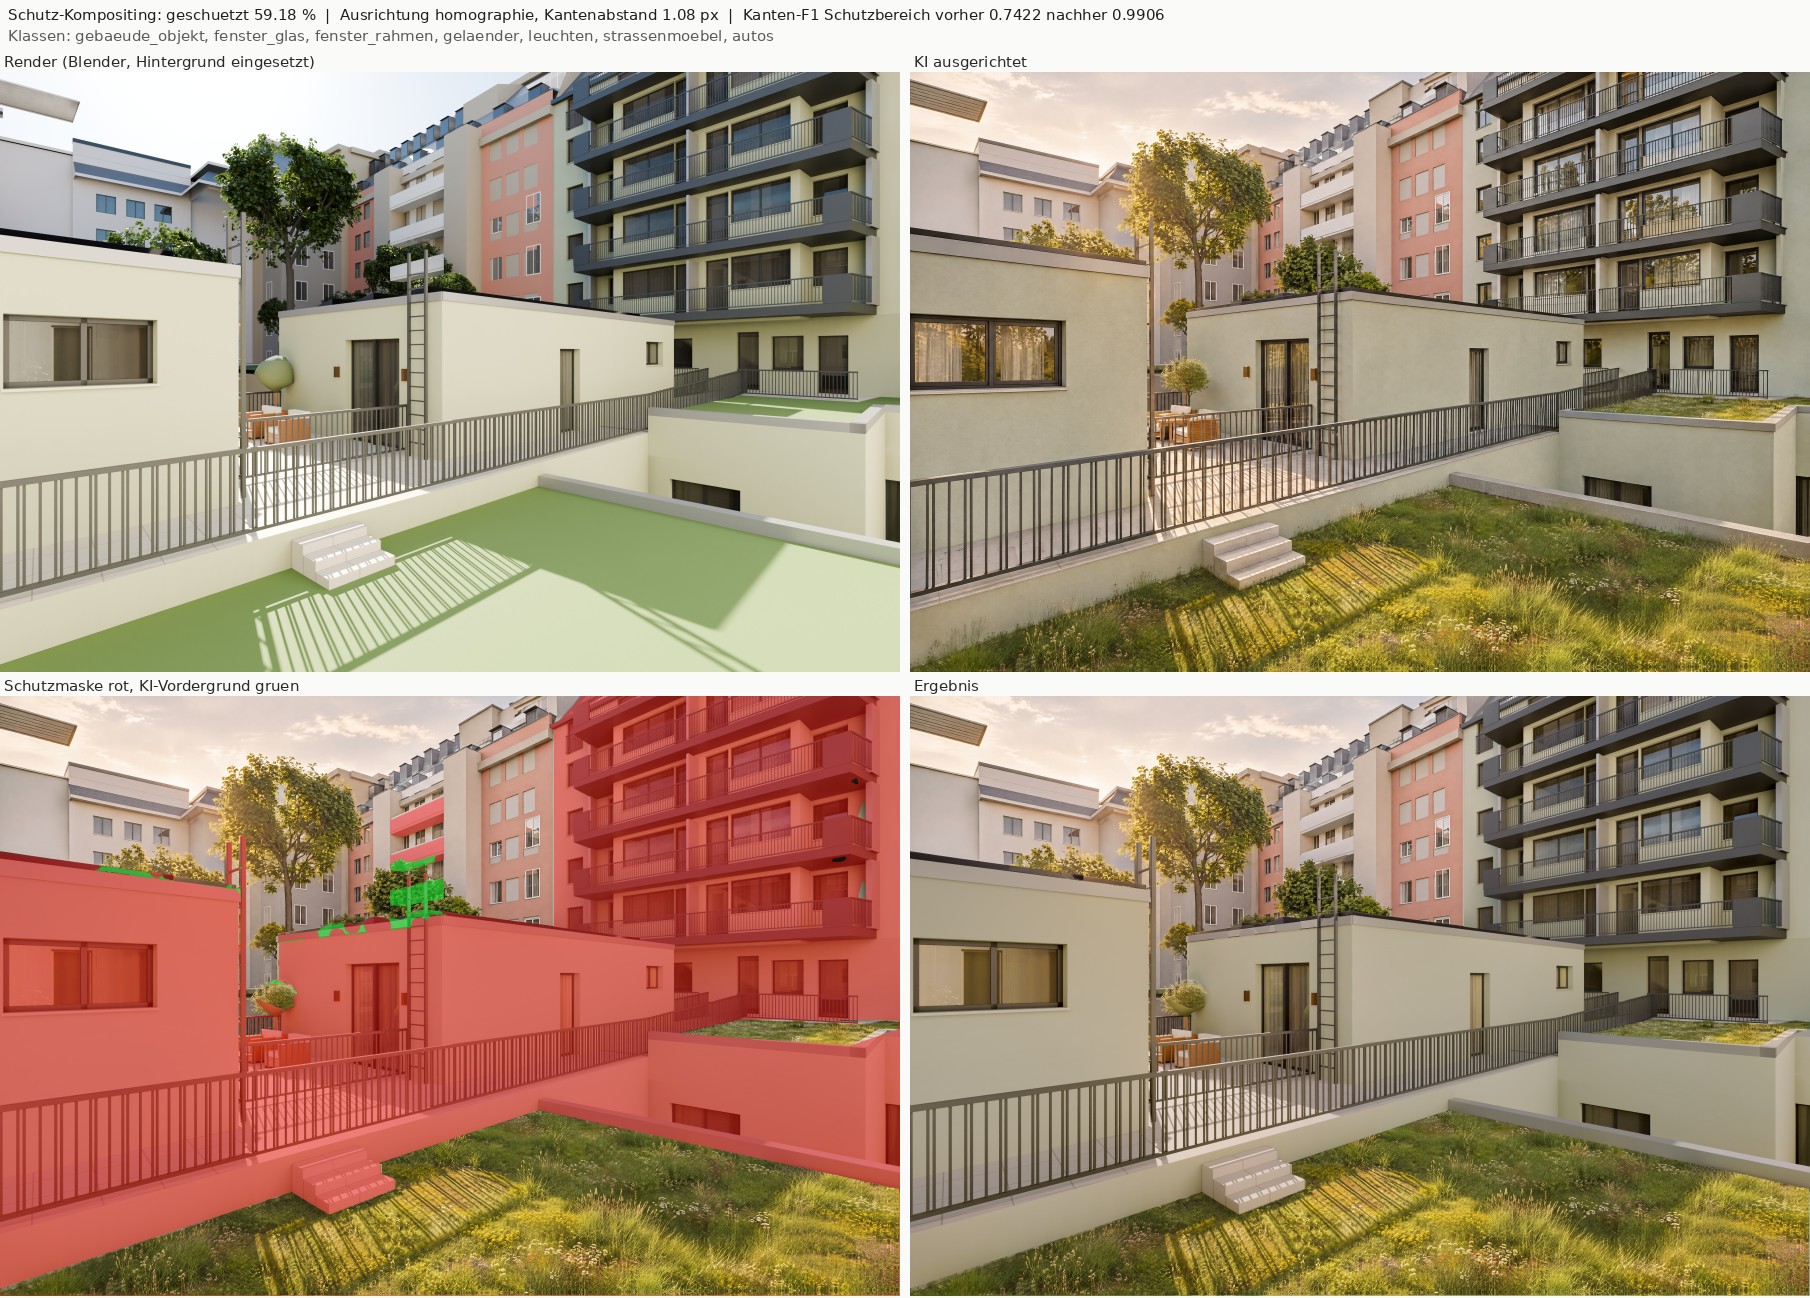 Schutz-Kompositing: geschuetzt 59.18 % | Ausrichtung homographie, Kantenabstand 1.08 px | Kanten-F1 Schutzbereich vorher 0.7422 nachher 0.9906
Klassen: gebaeude_objekt, fenster_glas, fenster_rahmen, gelaender, leuchten, strassenmoebel, autos
Render (Blender, Hintergrund eingesetzt)
KI ausgerichtet
Schutzmaske rot, KI-Vordergrund gruen
Ergebnis